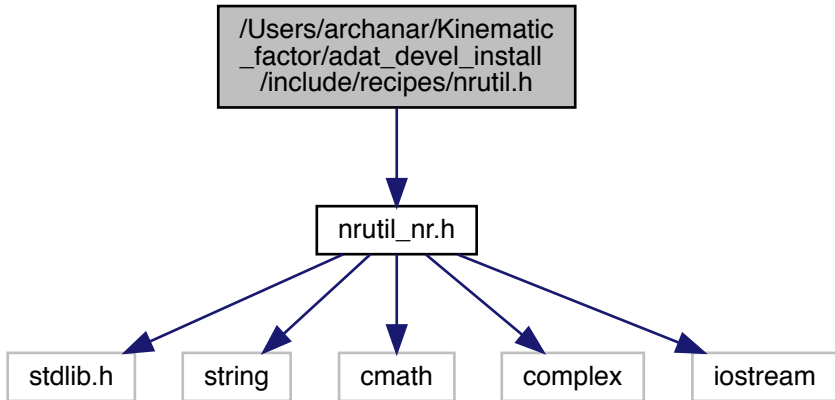 /Users/archanar/Kinematic
_factor/adat_devel_install
/include/recipes/nrutil.h
nrutil_nr.h
stdlib.h
string
cmath
complex
iostream